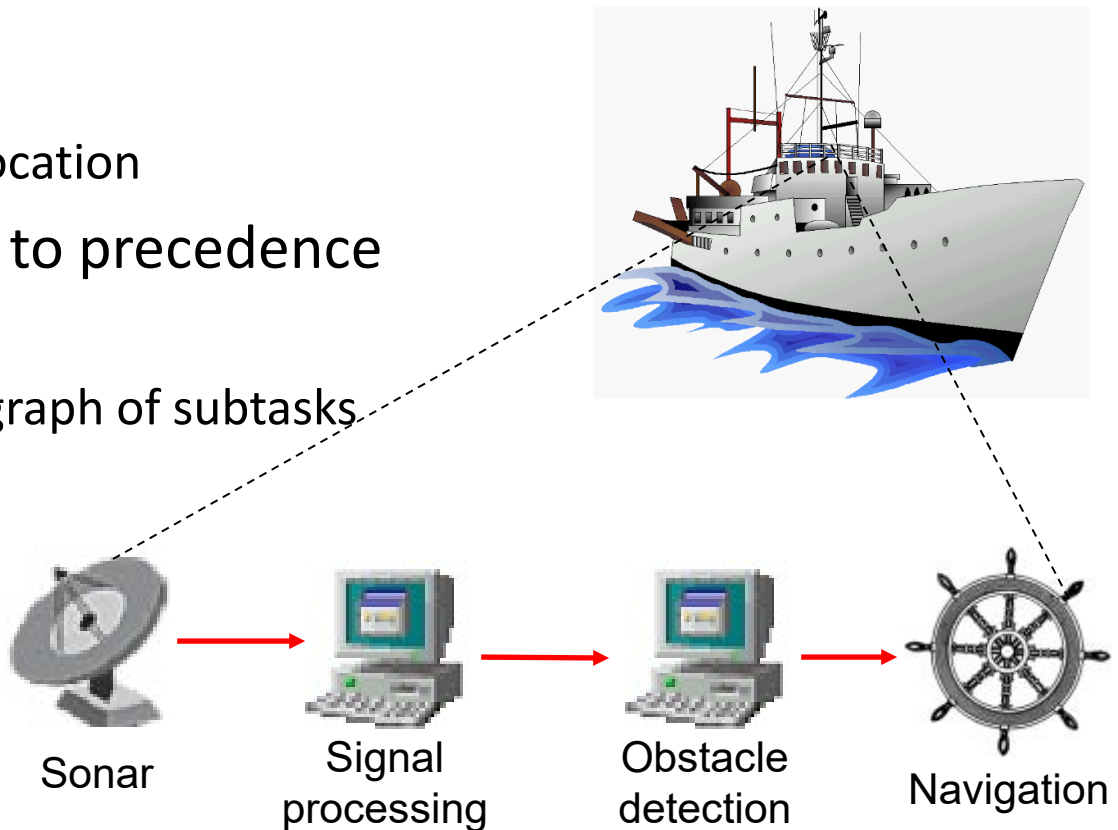 ocation
to precedence
graph of subtasks
Sonar
Signal
processing
Obstacle
detection
Navigation